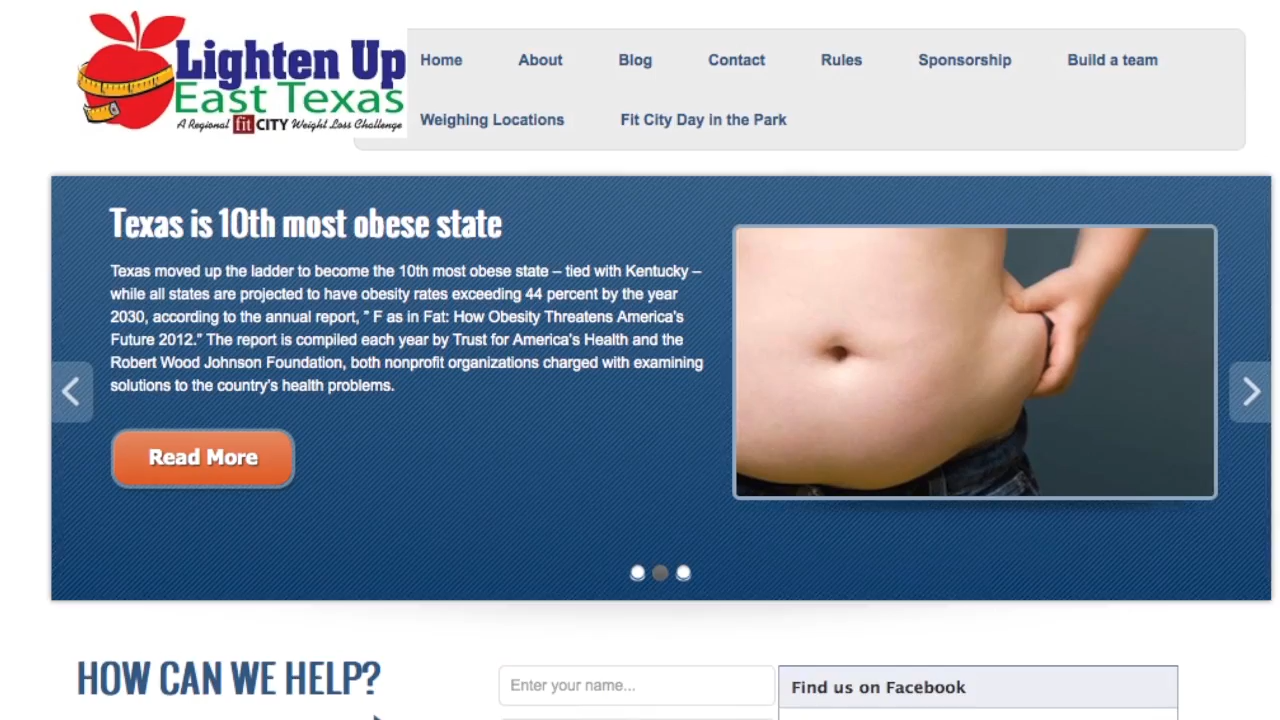 Lighten Up
East Texas
A Regional fit CITY Weight Loss Challenge
Home About Blog Contact Rules Sponsorship Build a team
Weighing Locations Fit City Day in the Park
Texas is 10th most obese state
Texas moved up the ladder to become the 10th most obese state – tied with Kentucky –
while all states are projected to have obesity rates exceeding 44 percent by the year
2030, according to the annual report, ” F as in Fat: How Obesity Threatens America’s
Future 2012.” The report is compiled each year by Trust for America’s Health and the
Robert Wood Johnson Foundation, both nonprofit organizations charged with examining
solutions to the country’s health problems.
Read More
HOW CAN WE HELP?
Enter your name...
Find us on Facebook